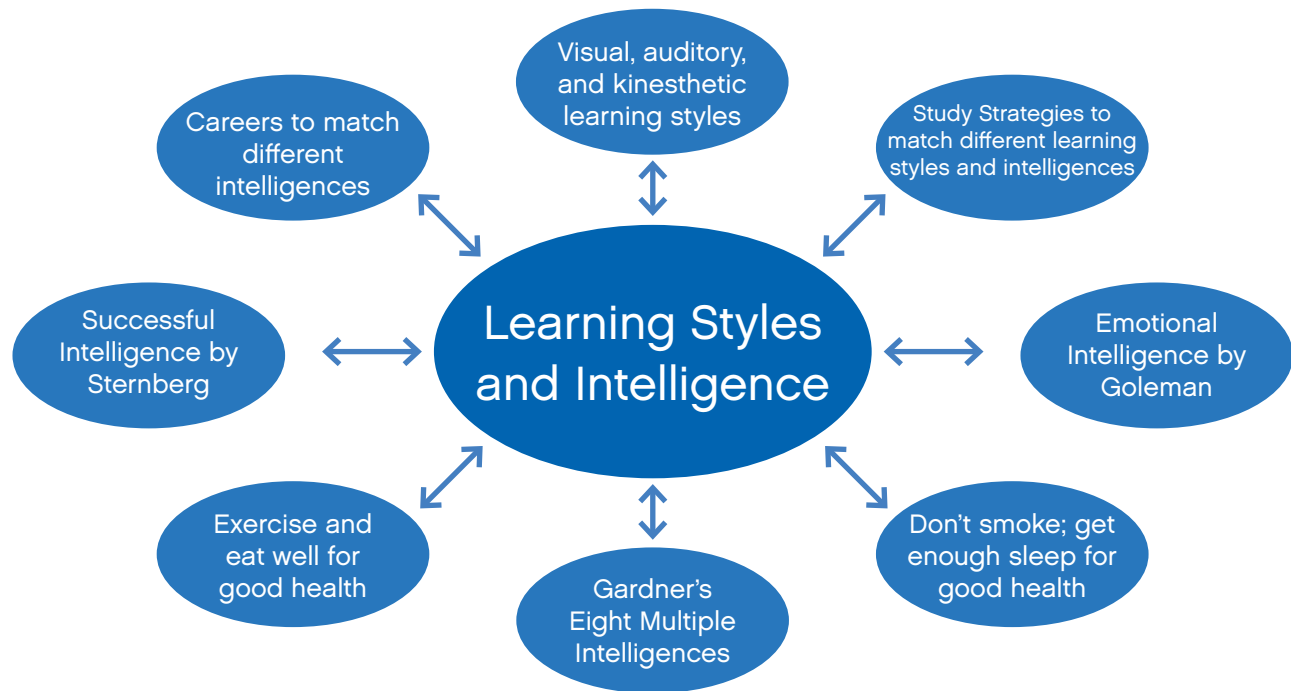 Visual, auditory,
and kinesthetic
learning styles
Careers to match
different
intelligences
Study Strategies to
match different learning
styles and intelligences
Learning Styles
and Intelligence
Successful
Intelligence by
Sternberg
Emotional
Intelligence by
Goleman
Exercise and
eat well for
good health
Don’t smoke; get
enough sleep for
good health
Gardner’s
Eight Multiple
Intelligences